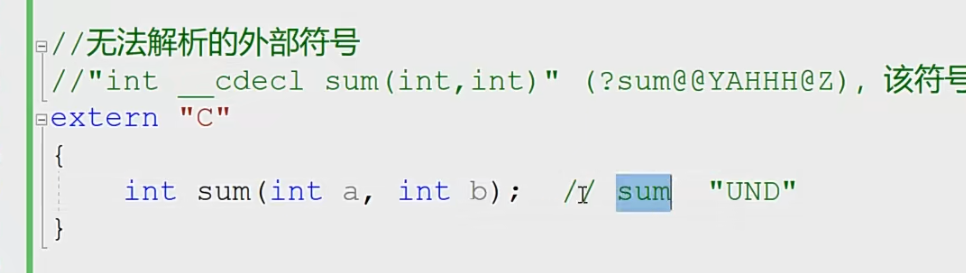 //无法解析的外部符号
//"int __cdecl sum(int,int)" (?sum@@YAHHH@Z), 该符号
extern "C"
{
int sum(int a, int b); // sum "UND"
}